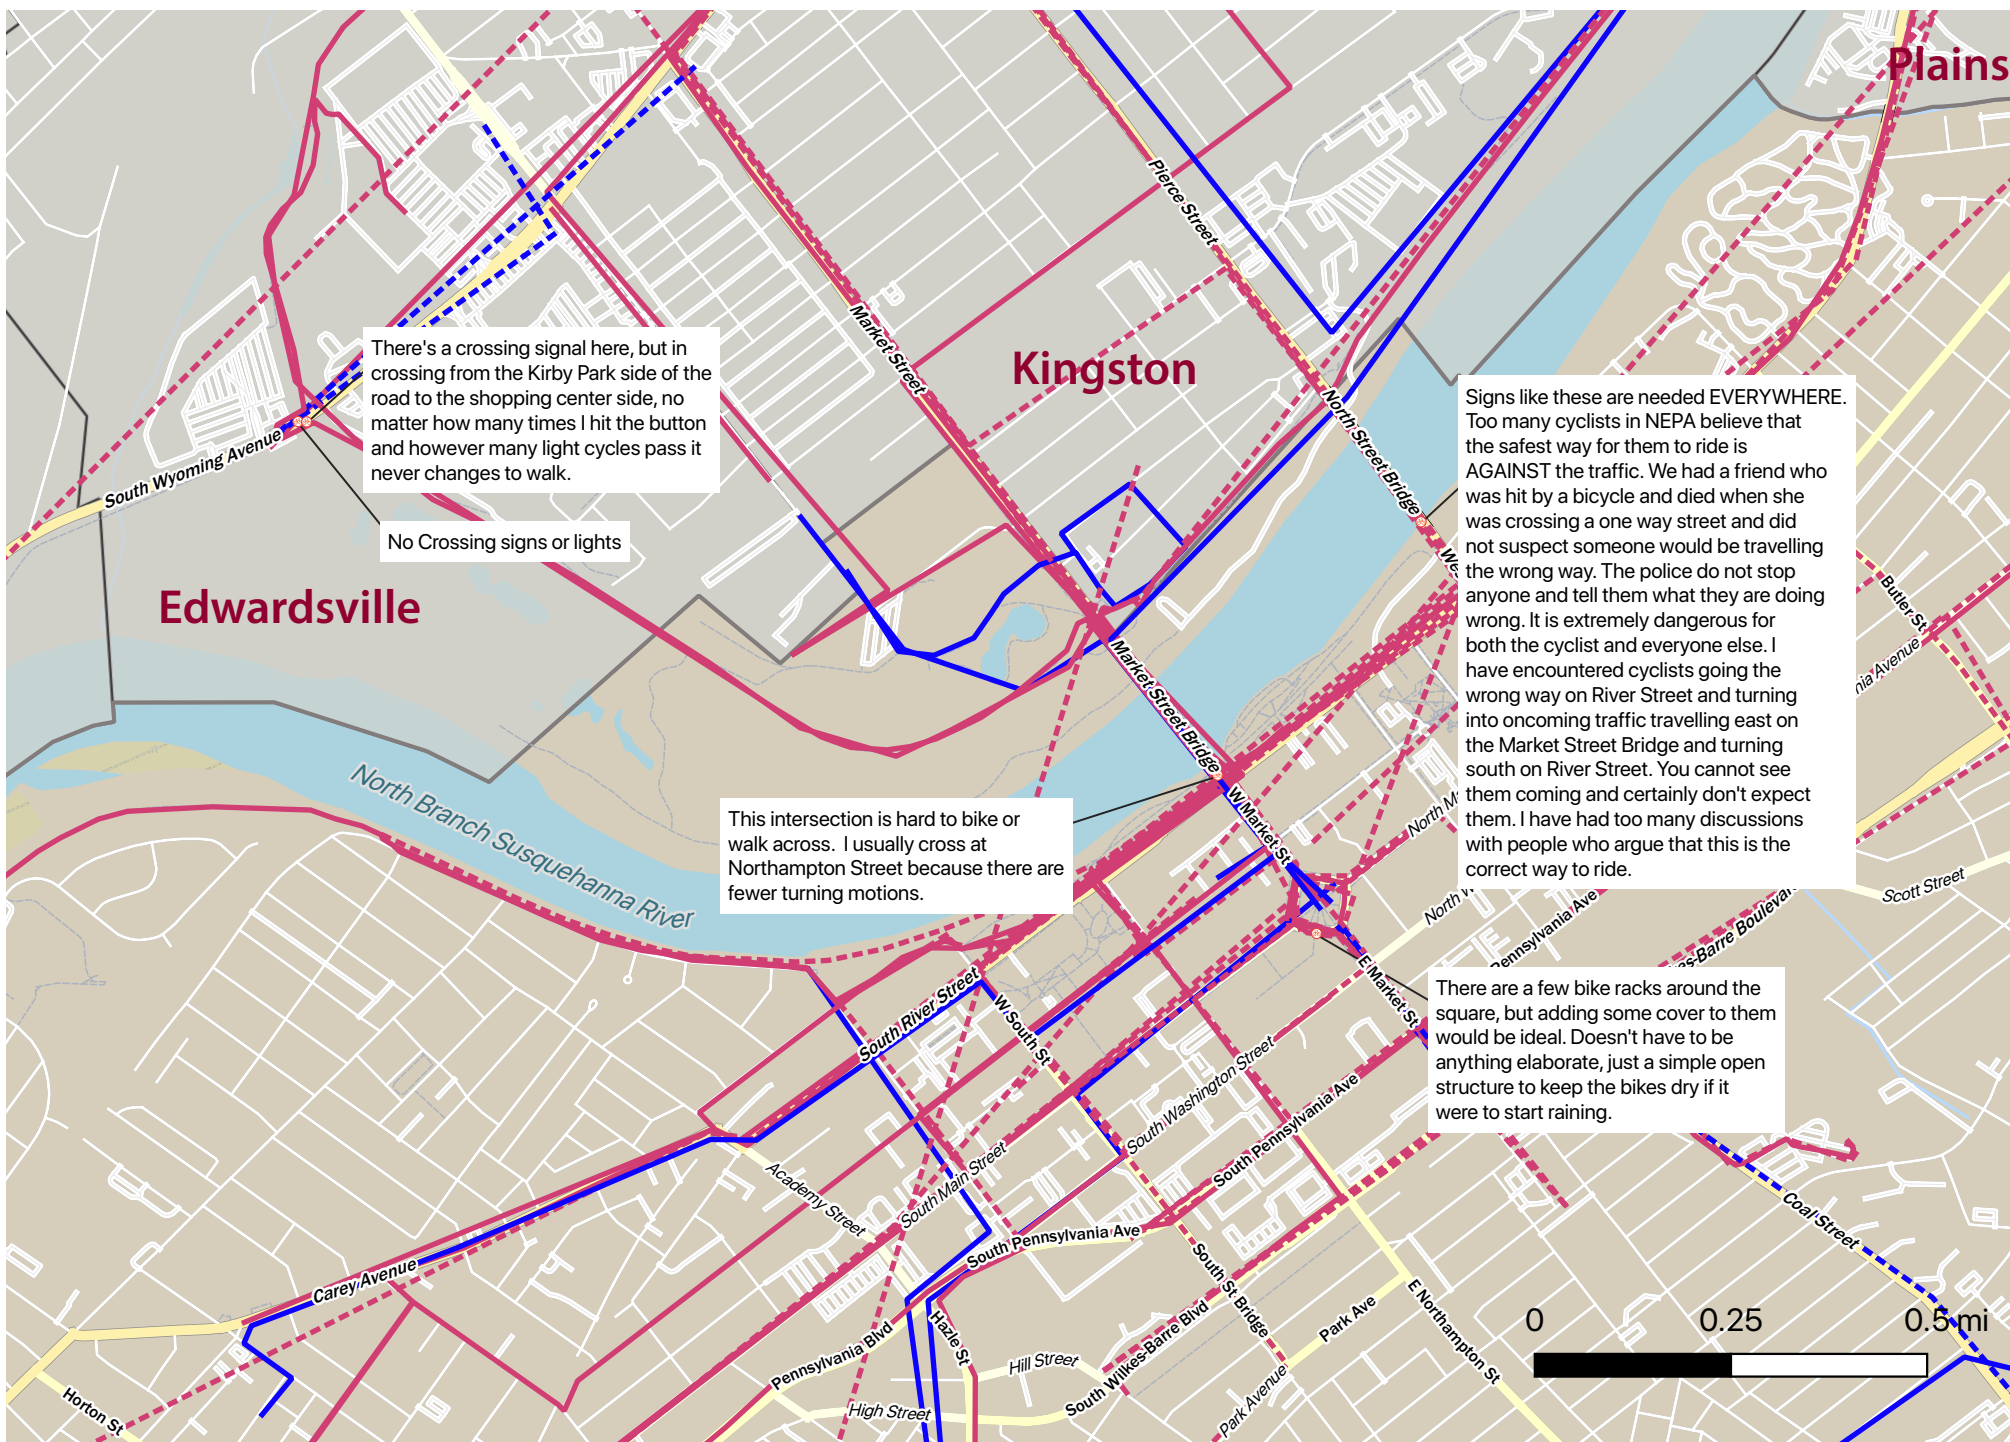 Plains
Pierce Street
Market Street
Kingston
There's a crossing signal here, but in
crossing from the Kirby Park side of the
road to the shopping center side, no
matter how many times I hit the button
and however many light cycles pass it
never changes to walk.
South Wyoming Avenue
No Crossing signs or lights
Edwardsville
North Street Bridge
Signs like these are needed EVERYWHERE.
Too many cyclists in NEPA believe that
the safest way for them to ride is
AGAINST the traffic. We had a friend who
was hit by a bicycle and died when she
was crossing a one way street and did
not suspect someone would be travelling
the wrong way. The police do not stop
anyone and tell them what they are doing
wrong. It is extremely dangerous for
both the cyclist and everyone else. I
have encountered cyclists going the
wrong way on River Street and turning
into oncoming traffic travelling east on
the Market Street Bridge and turning
south on River Street. You cannot see
them coming and certainly don't expect
them. I have had too many discussions
with people who argue that this is the
correct way to ride.
Butler St
nia Avenue
Market Street Bridge
North Branch Susquehanna River
This intersection is hard to bike or
walk across. I usually cross at
Northampton Street because there are
fewer turning motions.
W Market St
North M
North W
Pennsylvania Ave
es-Barre Boulevar
Scott Street
E Market St
There are a few bike racks around the
square, but adding some cover to them
would be ideal. Doesn't have to be
anything elaborate, just a simple open
structure to keep the bikes dry if it
were to start raining.
South River Street
W South St
South Washington Street
South Pennsylvania Ave
Academy Street
South Main Street
South Pennsylvania Ave
Carey Avenue
Coal Street
South St Bridge
E Northampton St
Park Ave
Hazle St
Pennsylvania Blvd
Hill Street
South Wilkes-Barre Blvd
High Street
Park Avenue
Horton St
0 0.25 0.5 mi